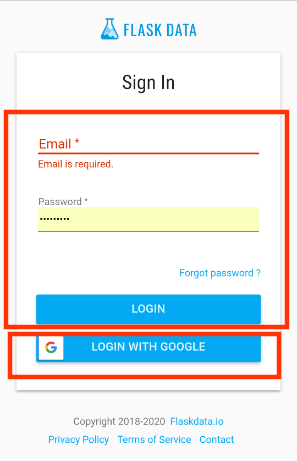 FLASK DATA
Sign In
Email *
Email is required.
Password *
•••••••••
Forgot password ?
LOGIN
G LOGIN WITH GOOGLE
Copyright 2018-2020 Flaskdata.io
Privacy Policy Terms of Service Contact